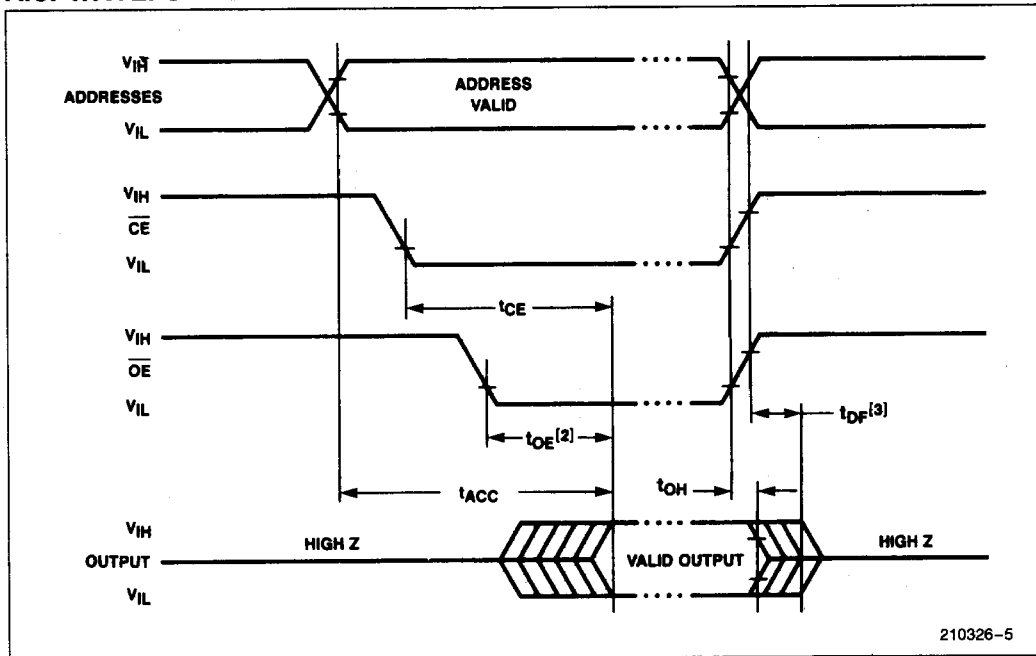 VIH
ADDRESSES
VIL
ADDRESS
VALID
VIH
CE
VIL
tCE
VIH
OE
VIL
tOE[2]
tDF[3]
tACC
tOH
VIH
OUTPUT
VIL
HIGH Z
VALID OUTPUT
HIGH Z
210326-5